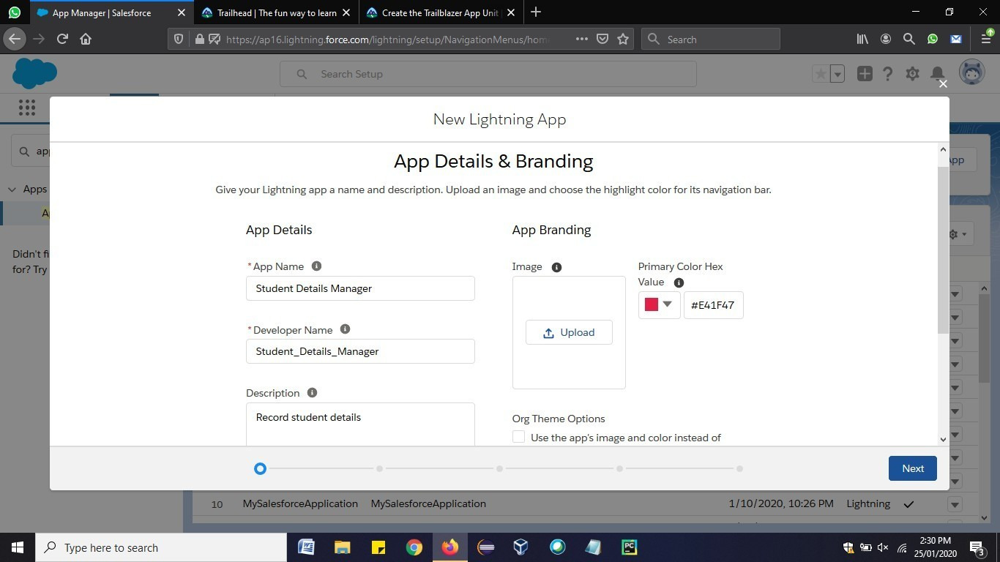 App Manager | Salesforce
Trailhead | The fun way to learn
Create the Trailblazer App Unit
https://ap16.lightning.force.com/lightning/setup/NavigationMenus/hom
Search
Search Setup
New Lightning App
app
App
Apps
App Details & Branding
Give your Lightning app a name and description. Upload an image and choose the highlight color for its navigation bar.
Didn't fi
for? Try
App Details
App Branding
*App Name
Image
Primary Color Hex
Value
Student Details Manager
#E41F47
*Developer Name
Upload
Student_Details_Manager
Description
Record student details
Org Theme Options
Use the app's image and color instead of
Next
10 MySalesforceApplication MySalesforceApplication 1/10/2020, 10:26 PM Lightning
Type here to search
2:30 PM
25/01/2020
3